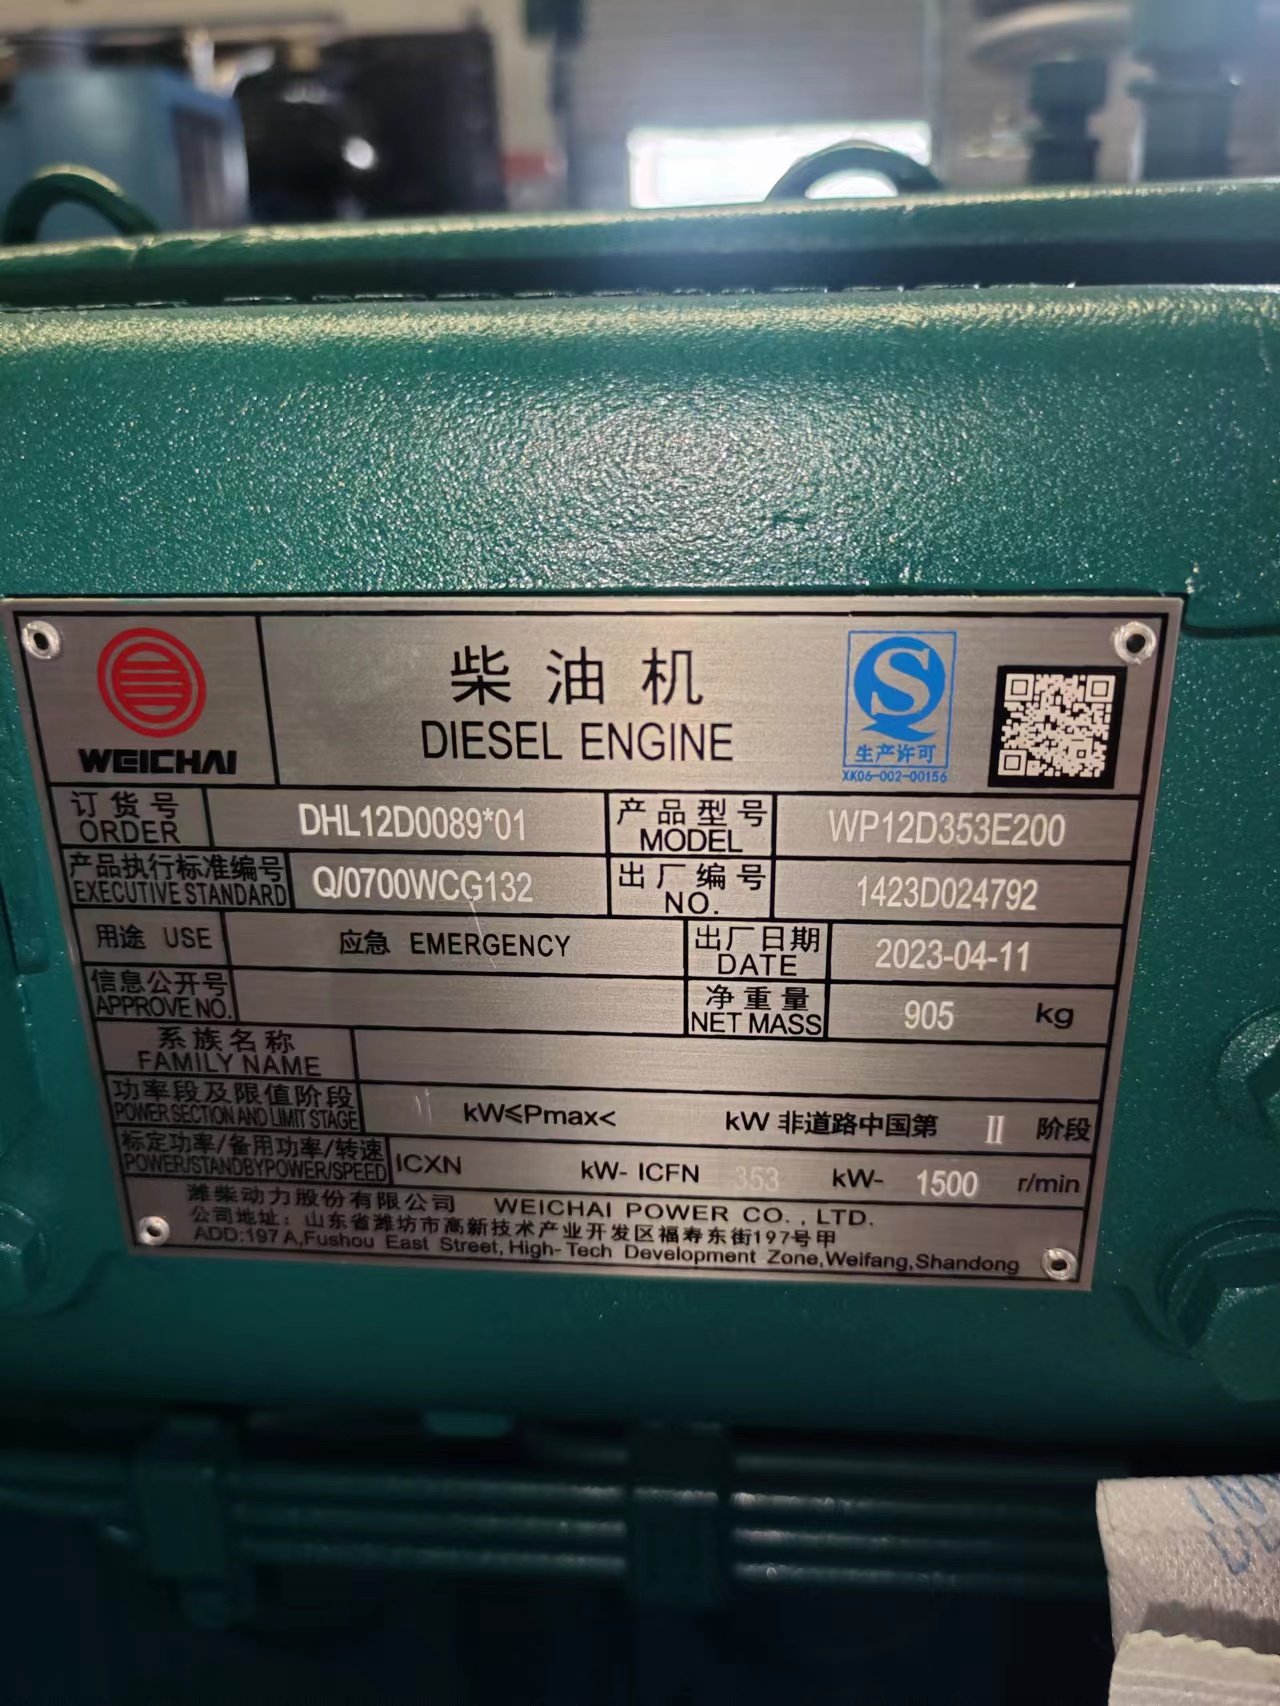 WEICHAI
柴油机
DIESEL ENGINE
生产许可
XK06-002-00156
订货号
ORDER
DHL12D0089*01
产品型号
MODEL
WP12D353E200
产品执行标准编号
EXECUTIVE STANDARD
Q/0700WCG132
出厂编号
NO.
1423D024792
用途 USE
应急 EMERGENCY
出厂日期
DATE
2023-04-11
信息公开号
APPROVE NO.
净重量
NET MASS
905 kg
系族名称
FAMILY NAME
功率段及限值阶段
POWER SECTION AND LIMIT STAGE
kW≤Pmax< kW 非道路中国第 II 阶段
标定功率/备用功率/转速
POWER/STANDBYPOWER/SPEED
ICXN kW- ICFN 353 kW- 1500 r/min
潍柴动力股份有限公司 WEICHAI POWER CO., LTD.
公司地址: 山东省潍坊市高新技术产业开发区福寿东街197号甲
ADD:197 A,Fushou East Street, High-Tech Development Zone,Weifang,Shandong